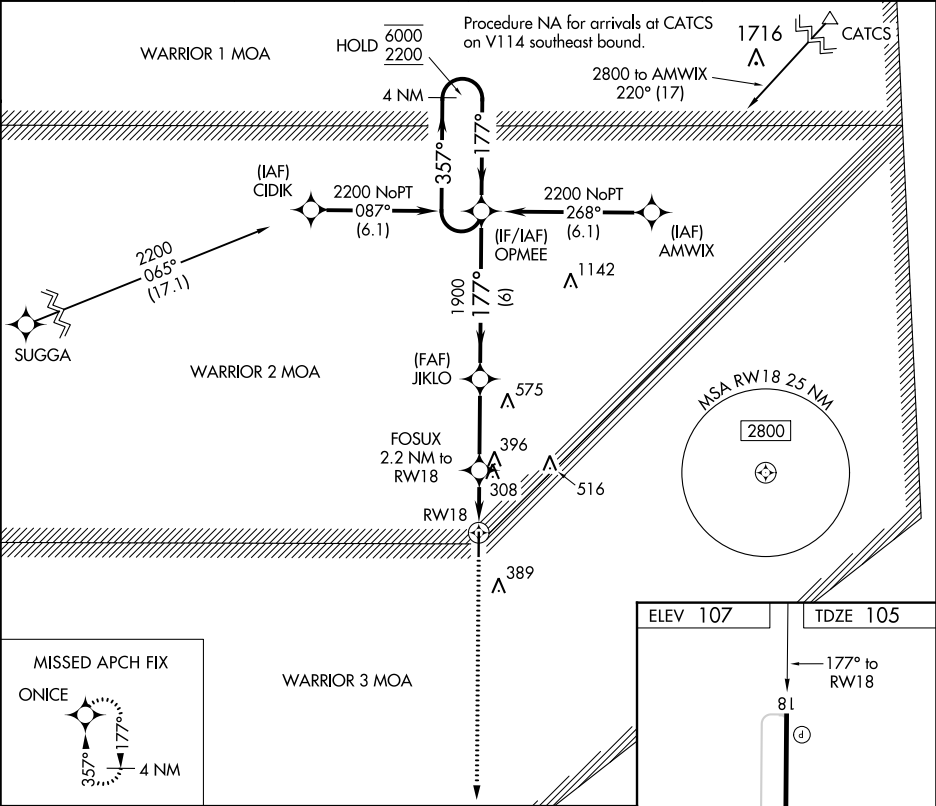 WARRIOR 1 MOA
HOLD 6000
2200
Procedure NA for arrivals at CATCS
on V114 southeast bound.
1716
CATCS
2800 to AMWIX
220° (17)
4 NM
357°
177°
(IAF)
CIDIK
2200 NoPT
087°
(6.1)
2200 NoPT
268°
(6.1)
(IAF)
AMWIX
(IF/IAF)
OPMEE
2200
065°
(17.1)
SUGGA
1142
1900
177°
(6)
WARRIOR 2 MOA
(FAF)
JIKLO
575
FOSUX
2.2 NM to
RW18
396
308
516
MSA RW18 25 NM
2800
RW18
389
WARRIOR 3 MOA
MISSED APCH FIX
ONICE
357°
177°
4 NM
ELEV 107
TDZE 105
177° to
RW18
18
P